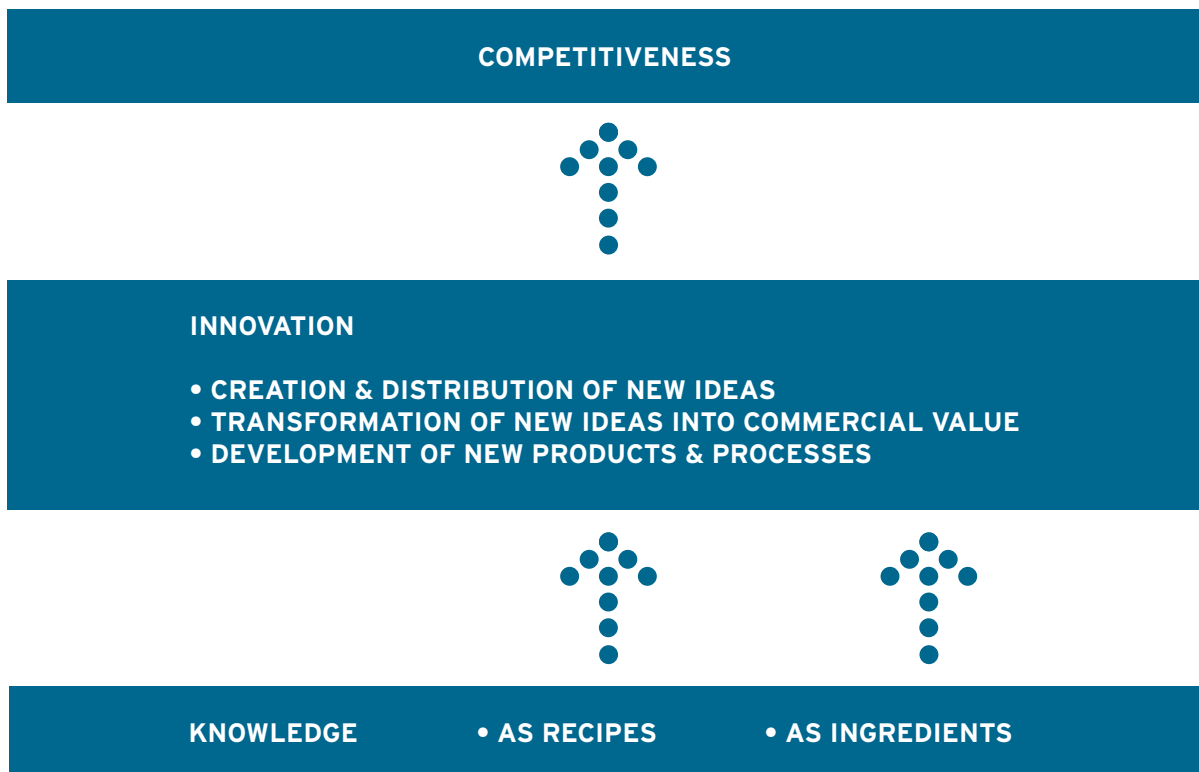 COMPETITIVENESS
INNOVATION
• CREATION & DISTRIBUTION OF NEW IDEAS
• TRANSFORMATION OF NEW IDEAS INTO COMMERCIAL VALUE
• DEVELOPMENT OF NEW PRODUCTS & PROCESSES
KNOWLEDGE • AS RECIPES • AS INGREDIENTS